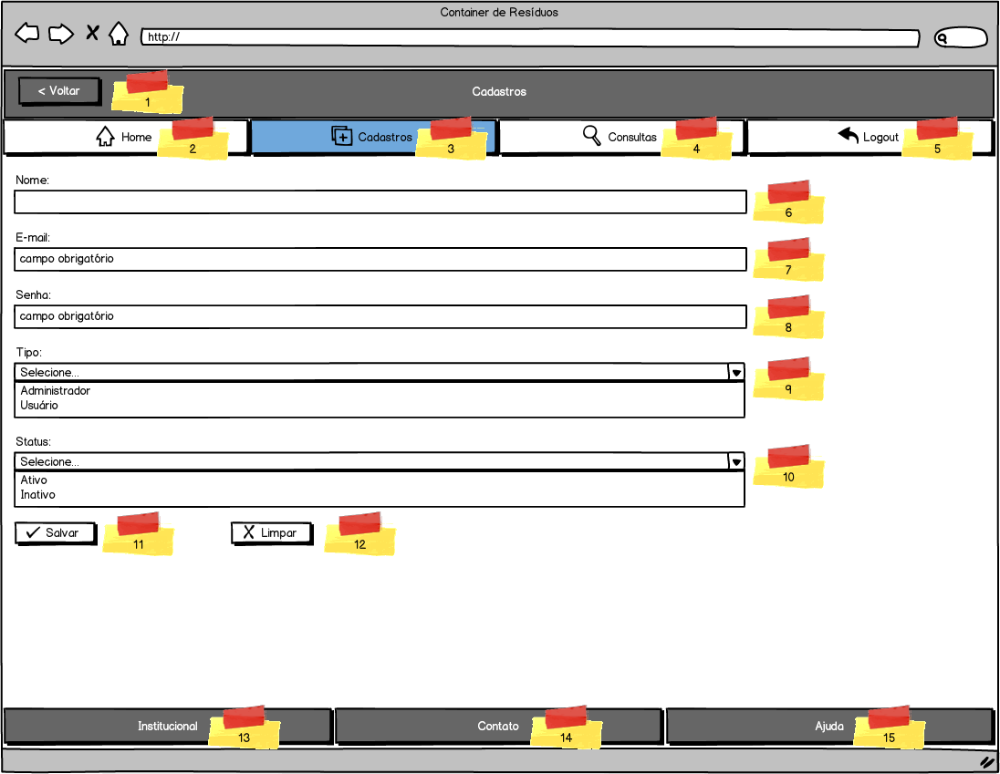 Container de Resíduos
http://
< Voltar
1
Cadastros
Home
2
Cadastros
3
Consultas
4
Logout
5
Nome:
6
E-mail:
campo obrigatório
7
Senha:
campo obrigatório
8
Tipo:
Selecione...
9
Administrador
Usuário
Status:
Selecione...
10
Ativo
Inativo
Salvar
11
Limpar
12
Institucional
13
Contato
14
Ajuda
15